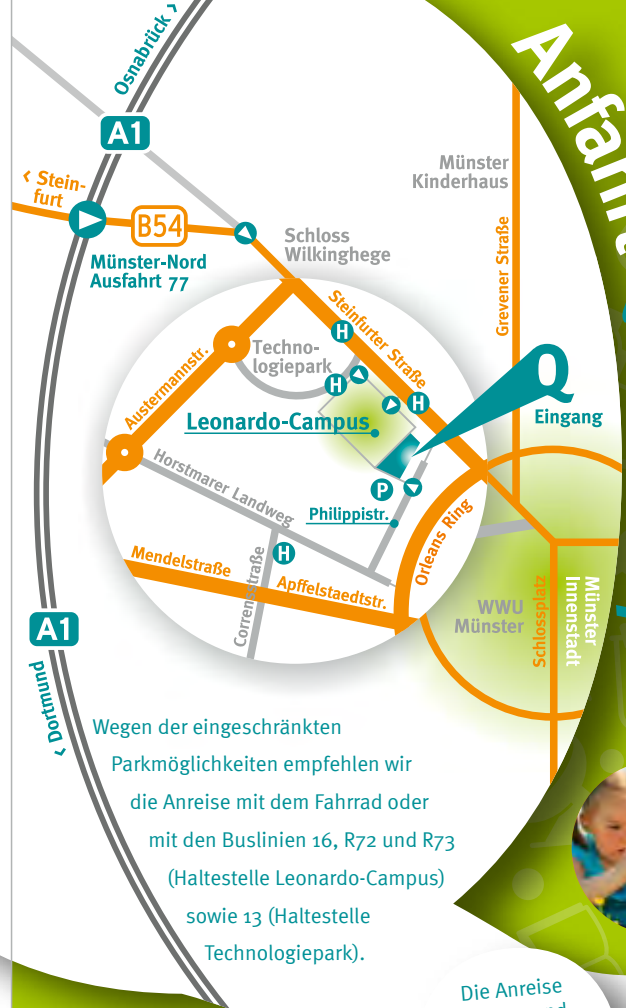 Anfahr
Osnabrück >
A1
< Stein-
furt
B54
Münster-Nord
Ausfahrt 77
Schloss
Wilkinghege
Münster
Kinderhaus
Grevener Straße
Steinfurter Straße
H
Techno-
logiepark
H
H
Austermannstr.
Leonardo-Campus
Q
Eingang
P
Philippistr.
Horstmarer Landweg
Orleans Ring
H
Mendelstraße
Apffelstaedtstr.
Corrensstraße
WWU
Münster
Schlossplatz
Münster
Innenstadt
A1
< Dortmund
Wegen der eingeschränkten
Parkmöglichkeiten empfehlen wir
die Anreise mit dem Fahrrad oder
mit den Buslinien 16, R72 und R73
(Haltestelle Leonardo-Campus)
sowie 13 (Haltestelle
Technologiepark).
Die Anreise